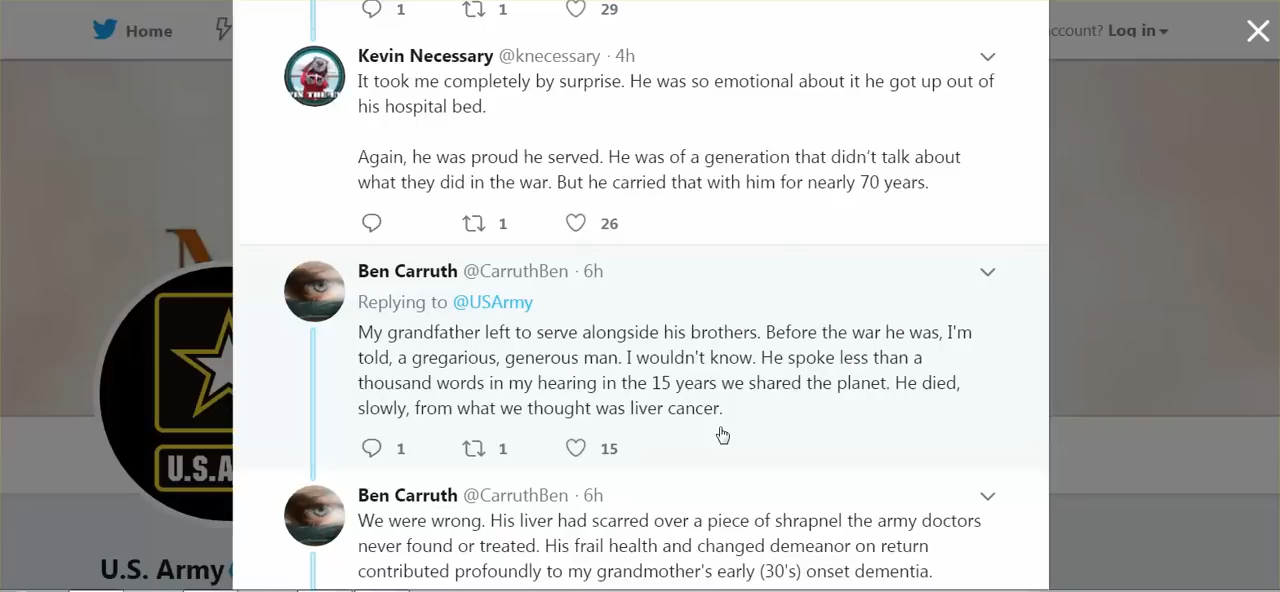 1 1 29
Home
account? Log in
Kevin Necessary @knecessary · 4h
It took me completely by surprise. He was so emotional about it he got up out of
his hospital bed.
Again, he was proud he served. He was of a generation that didn't talk about
what they did in the war. But he carried that with him for nearly 70 years.
1 26
Ben Carruth @CarruthBen · 6h
Replying to @USArmy
My grandfather left to serve alongside his brothers. Before the war he was, I'm
told, a gregarious, generous man. I wouldn't know. He spoke less than a
thousand words in my hearing in the 15 years we shared the planet. He died,
slowly, from what we thought was liver cancer.
1 1 15
Ben Carruth @CarruthBen · 6h
We were wrong. His liver had scarred over a piece of shrapnel the army doctors
never found or treated. His frail health and changed demeanor on return
contributed profoundly to my grandmother's early (30's) onset dementia.
U.S.A
U.S. Army